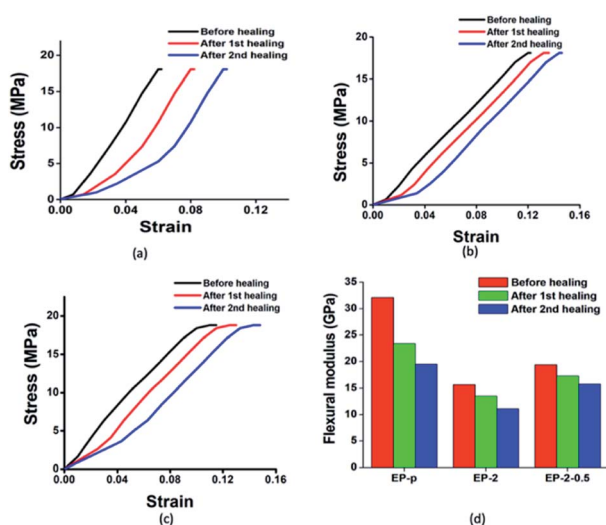 Before healing
After 1st healing
After 2nd healing
Stress (MPa)
20
15
10
5
0
0.00 0.04 0.08 0.12
Strain
(a)
Before healing
After 1st healing
After 2nd healing
Stress (MPa)
20
15
10
5
0
0.00 0.04 0.08 0.12 0.16
Strain
(b)
Before healing
After 1st healing
After 2nd healing
Stress (MPa)
20
15
10
5
0
0.00 0.04 0.08 0.12 0.16
Strain
(c)
Before healing
After 1st healing
After 2nd healing
Flexural modulus (GPa)
35
30
25
20
15
10
5
0
EP-p EP-2 EP-2-0.5
(d)